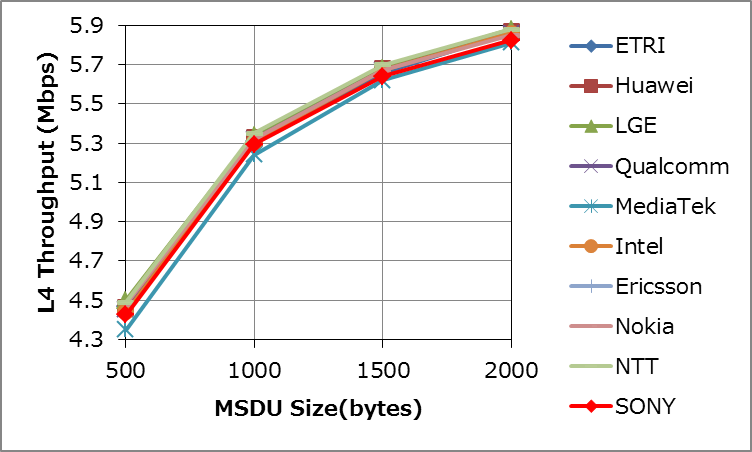 L4 Throughput (Mbps)
5.9
5.7
5.5
5.3
5.1
4.9
4.7
4.5
4.3
500 1000 1500 2000
MSDU Size(bytes)
ETRI
Huawei
LGE
Qualcomm
MediaTek
Intel
Ericsson
Nokia
NTT
SONY